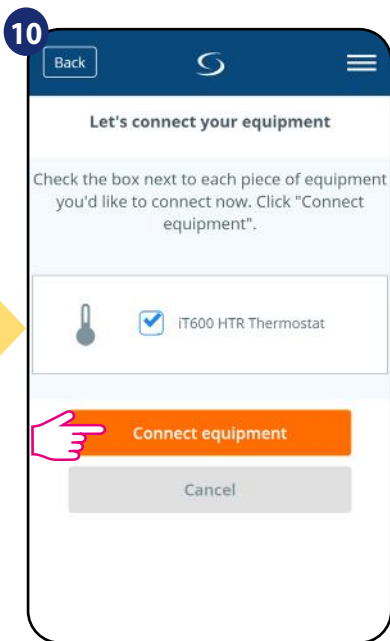 10
Back
Let's connect your equipment
Check the box next to each piece of equipment
you'd like to connect now. Click "Connect
equipment".
iT600 HTR Thermostat
Connect equipment
Cancel